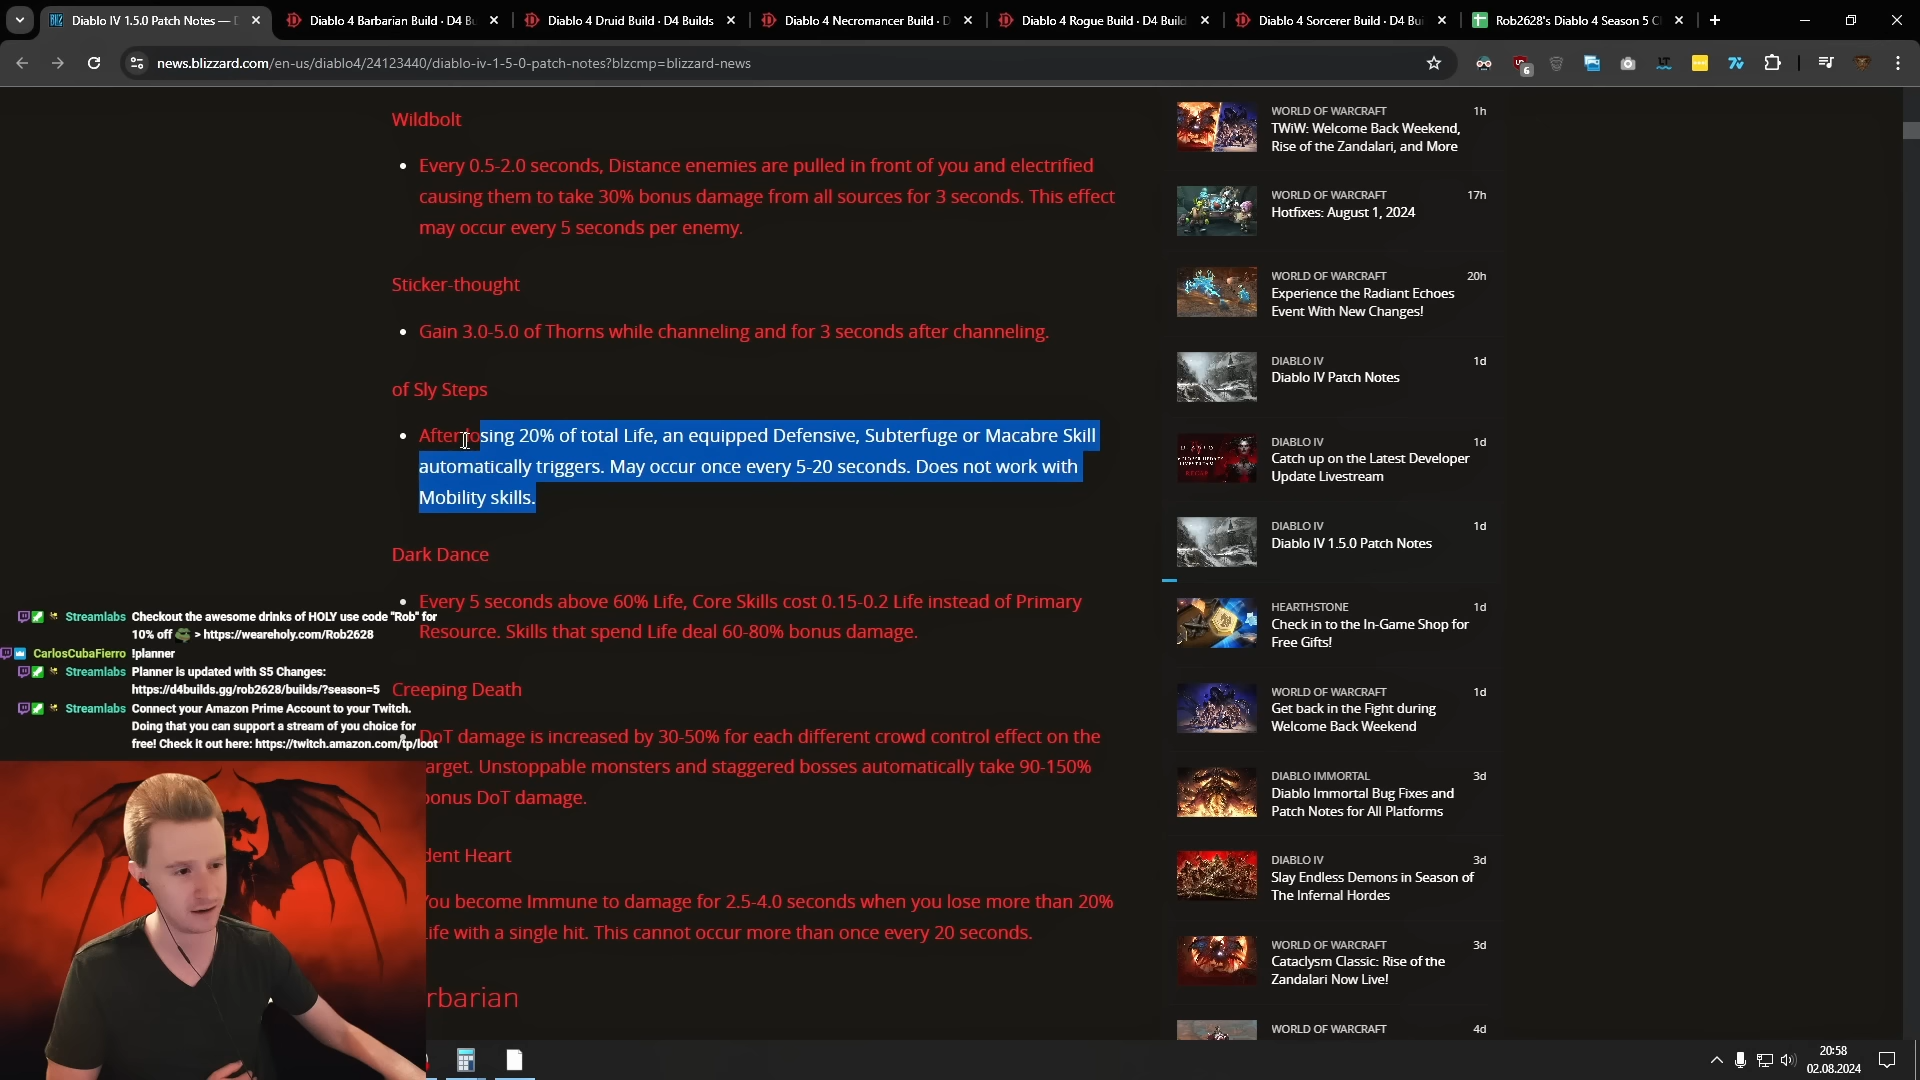 Diablo IV 1.5.0 Patch Notes — D
Diablo 4 Barbarian Build · D4 Bu
Diablo 4 Druid Build · D4 Builds
Diablo 4 Necromancer Build · D
Diablo 4 Rogue Build · D4 Build
Diablo 4 Sorcerer Build · D4 Bui
Rob2628's Diablo 4 Season 5 C
news.blizzard.com/en-us/diablo4/24123440/diablo-iv-1-5-0-patch-notes?blzcmp=blizzard-news
6
Wildbolt
Every 0.5-2.0 seconds, Distance enemies are pulled in front of you and electrified
causing them to take 30% bonus damage from all sources for 3 seconds. This effect
may occur every 5 seconds per enemy.
Sticker-thought
Gain 3.0-5.0 of Thorns while channeling and for 3 seconds after channeling.
of Sly Steps
After losing 20% of total Life, an equipped Defensive, Subterfuge or Macabre Skill
automatically triggers. May occur once every 5-20 seconds. Does not work with
Mobility skills.
Dark Dance
Every 5 seconds above 60% Life, Core Skills cost 0.15-0.2 Life instead of Primary
Resource. Skills that spend Life deal 60-80% bonus damage.
Creeping Death
DoT damage is increased by 30-50% for each different crowd control effect on the
target. Unstoppable monsters and staggered bosses automatically take 90-150%
bonus DoT damage.
dent Heart
You become Immune to damage for 2.5-4.0 seconds when you lose more than 20%
Life with a single hit. This cannot occur more than once every 20 seconds.
rbarian
Streamlabs Checkout the awesome drinks of HOLY use code "Rob" for
10% off > https://weareholy.com/Rob2628
CarlosCubaFierro !planner
Streamlabs Planner is updated with S5 Changes:
https://d4builds.gg/rob2628/builds/?season=5
Streamlabs Connect your Amazon Prime Account to your Twitch.
Doing that you can support a stream of you choice for
free! Check it out here: https://twitch.amazon.com/tp/loot
WORLD OF WARCRAFT 1h
TWiW: Welcome Back Weekend,
Rise of the Zandalari, and More
WORLD OF WARCRAFT 17h
Hotfixes: August 1, 2024
WORLD OF WARCRAFT 20h
Experience the Radiant Echoes
Event With New Changes!
DIABLO IV 1d
Diablo IV Patch Notes
DIABLO IV 1d
Catch up on the Latest Developer
Update Livestream
DIABLO IV 1d
Diablo IV 1.5.0 Patch Notes
HEARTHSTONE 1d
Check in to the In-Game Shop for
Free Gifts!
WORLD OF WARCRAFT 1d
Get back in the Fight during
Welcome Back Weekend
DIABLO IMMORTAL 3d
Diablo Immortal Bug Fixes and
Patch Notes for All Platforms
DIABLO IV 3d
Slay Endless Demons in Season of
The Infernal Hordes
WORLD OF WARCRAFT 3d
Cataclysm Classic: Rise of the
Zandalari Now Live!
WORLD OF WARCRAFT 4d
20:58
02.08.2024